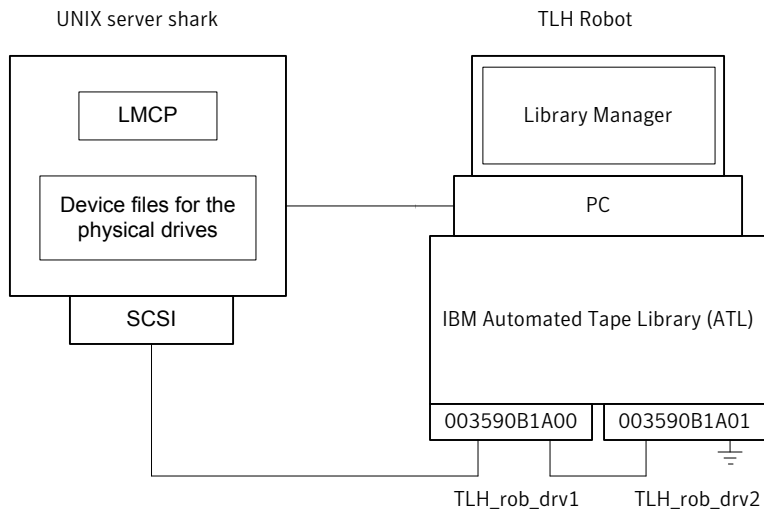 UNIX server shark
TLH Robot
LMCP
Library Manager
Device files for the
physical drives
PC
SCSI
IBM Automated Tape Library (ATL)
003590B1A00
003590B1A01
TLH_rob_drv1
TLH_rob_drv2